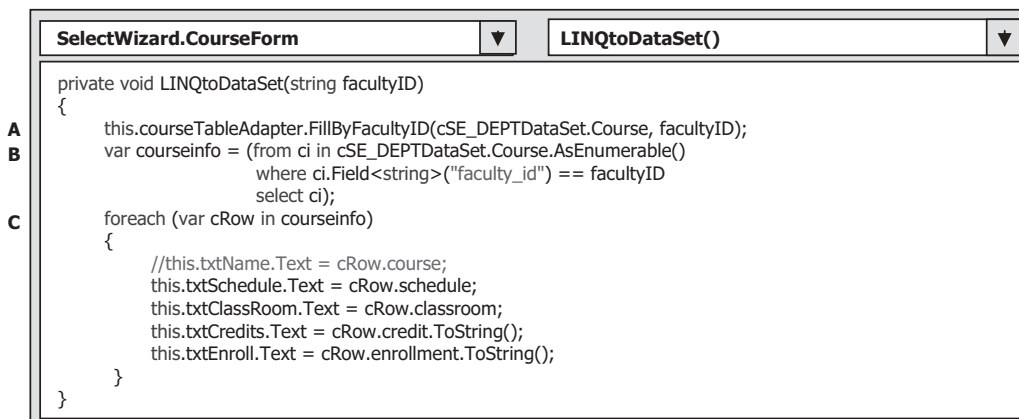 SelectWizard.CourseForm LINQtoDataSet()
private void LINQtoDataSet(string facultyID)
{
A this.courseTableAdapter.FillByFacultyID(cSE_DEPTDataSet.Course, facultyID);
B var courseinfo = (from ci in cSE_DEPTDataSet.Course.AsEnumerable()
where ci.Field<string>("faculty_id") == facultyID
select ci);
C foreach (var cRow in courseinfo)
{
//this.txtName.Text = cRow.course;
this.txtSchedule.Text = cRow.schedule;
this.txtClassRoom.Text = cRow.classroom;
this.txtCredits.Text = cRow.credit.ToString();
this.txtEnroll.Text = cRow.enrollment.ToString();
}
}